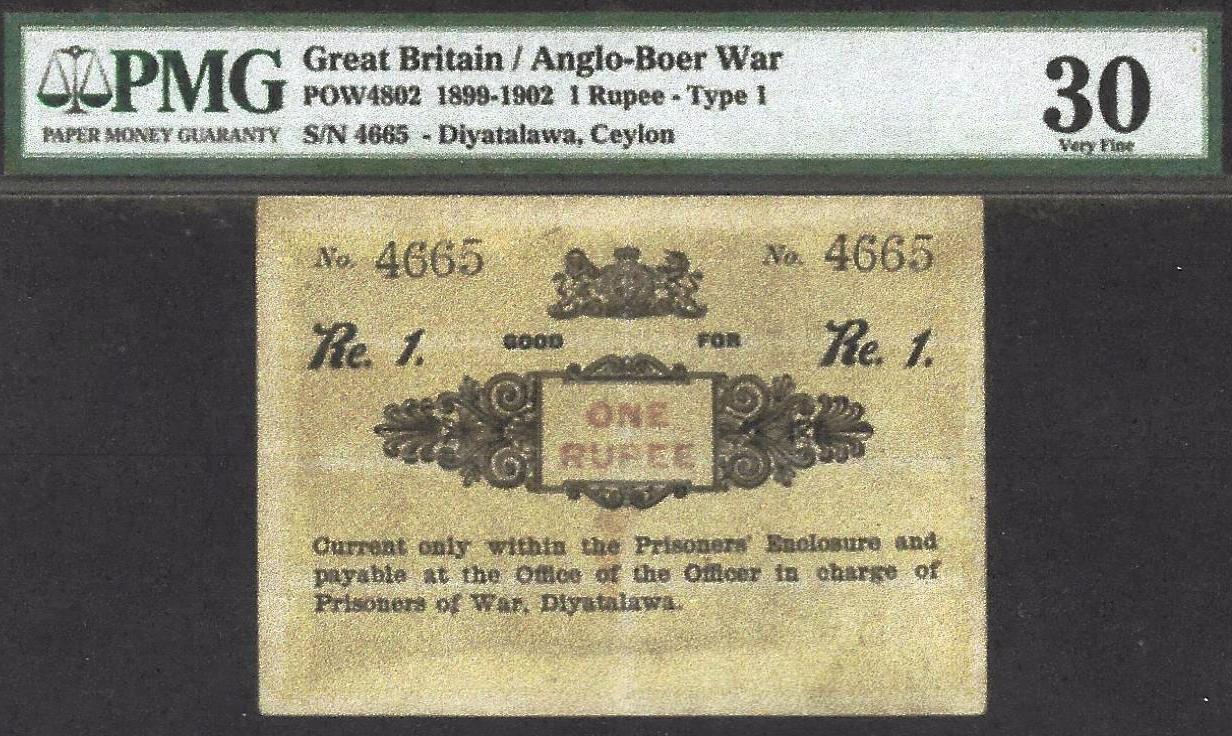 PMG
PAPER MONEY GUARANTY
Great Britain / Anglo-Boer War
POW4802 1899-1902 1 Rupee - Type 1
S/N 4665 - Diyatalawa, Ceylon
30
Very Fine
No. 4665 No. 4665
Re. 1. GOOD FOR Re. 1.
ONE
RUPEE
Current only within the Prisoners' Enclosure and
payable at the Office of the Officer in charge of
Prisoners of War, Diyatalawa.